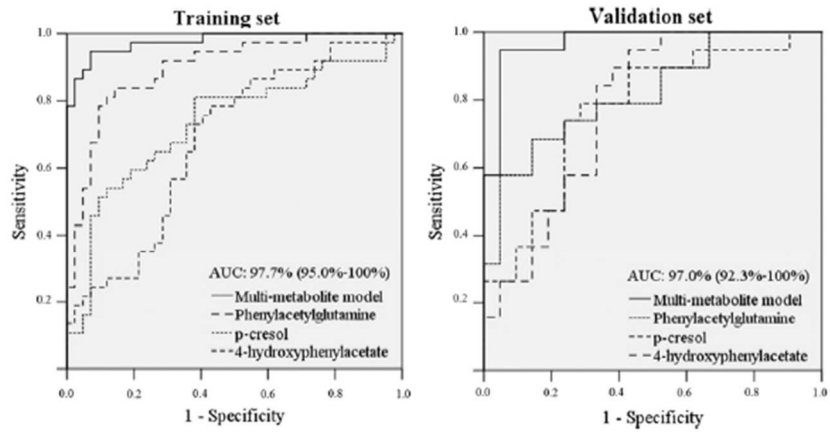 Training set
1.0
0.8
0.6
0.4
0.2
Sensitivity
AUC: 97.7% (95.0%-100%)
Multi-metabolite model
Phenylacetylglutamine
p-cresol
4-hydroxyphenylacetate
0.0 0.2 0.4 0.6 0.8 1.0
1 - Specificity
Validation set
1.0
0.8
0.6
0.4
0.2
Sensitivity
AUC: 97.0% (92.3%-100%)
Multi-metabolite model
Phenylacetylglutamine
p-cresol
4-hydroxyphenylacetate
0.0 0.2 0.4 0.6 0.8 1.0
1 - Specificity